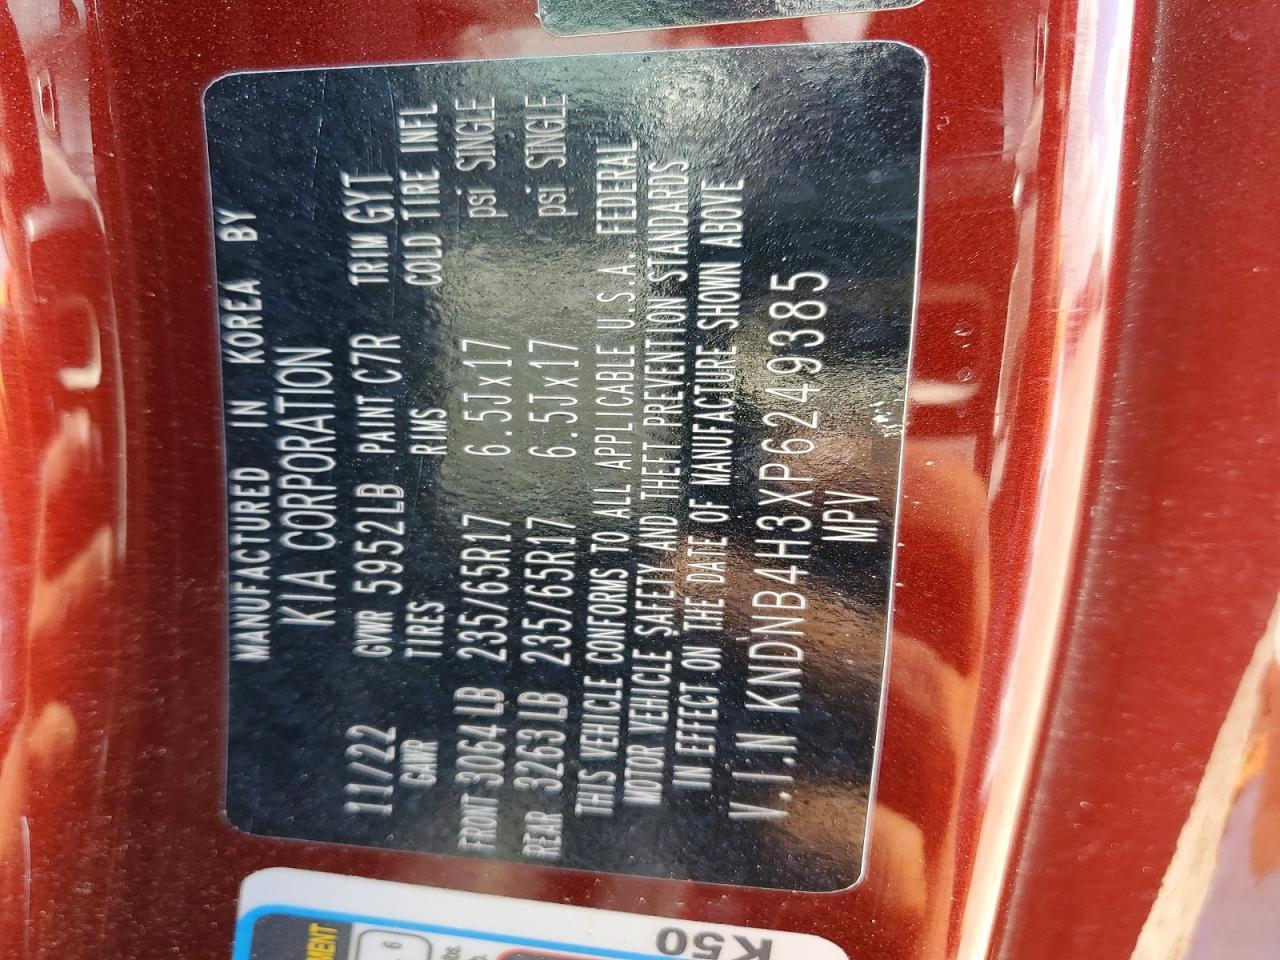 MANUFACTURED IN KOREA BY
KIA CORPORATION
11/22 GVWR 5952LB PAINT C7R TRIM GYT
GAWR TIRES RIMS COLD TIRE INFL
FRONT 3064LB 235/65R17 6.5Jx17 psi SINGLE
REAR 3263LB 235/65R17 6.5Jx17 psi SINGLE
THIS VEHICLE CONFORMS TO ALL APPLICABLE U.S.A. FEDERAL
MOTOR VEHICLE SAFETY AND THEFT PREVENTION STANDARDS
IN EFFECT ON THE DATE OF MANUFACTURE SHOWN ABOVE
V.I.N KNDNB4H3XP6249385
MPV
K50
6